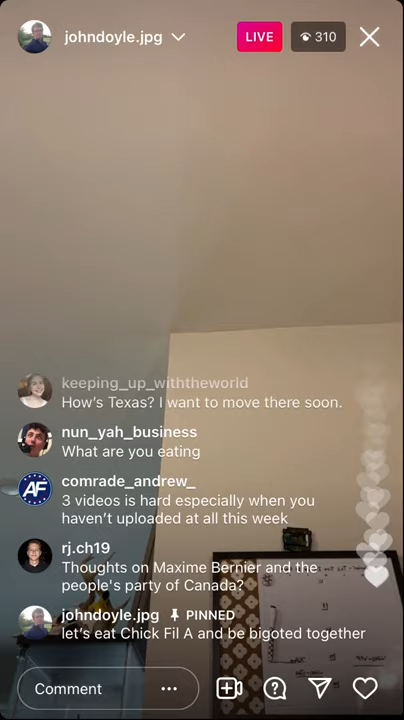 johndoyle.jpg
LIVE
310
keeping_up_withtheworld
How's Texas? I want to move there soon.
nun_yah_business
What are you eating
comrade_andrew_
AF
3 videos is hard especially when you
haven't uploaded at all this week
rj.ch19
Thoughts on Maxime Bernier and the
people's party of Canada?
johndoyle.jpg PINNED
let's eat Chick Fil A and be bigoted together
Comment